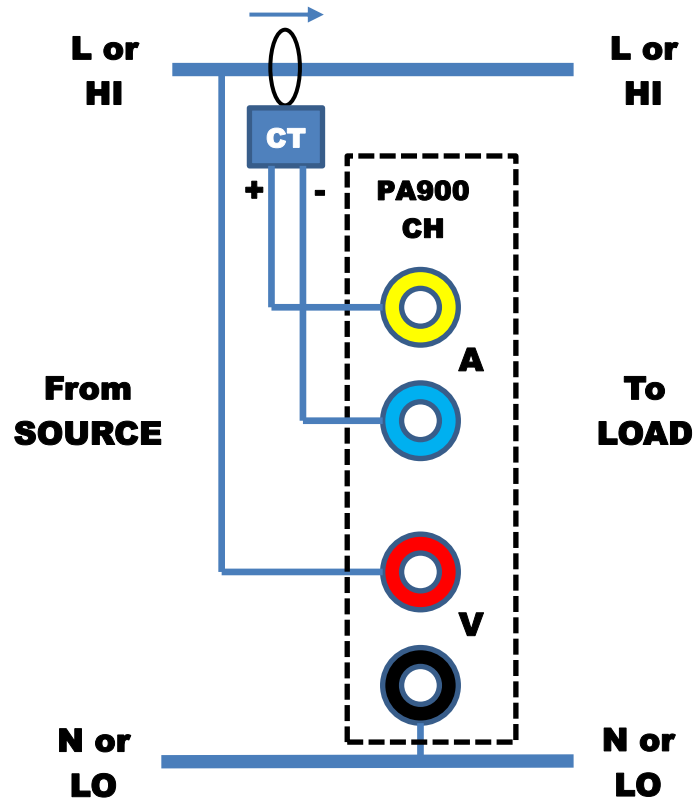 L or
HI
L or
HI
CT
+ -
PA900
CH
A
From
SOURCE
To
LOAD
V
N or
LO
N or
LO